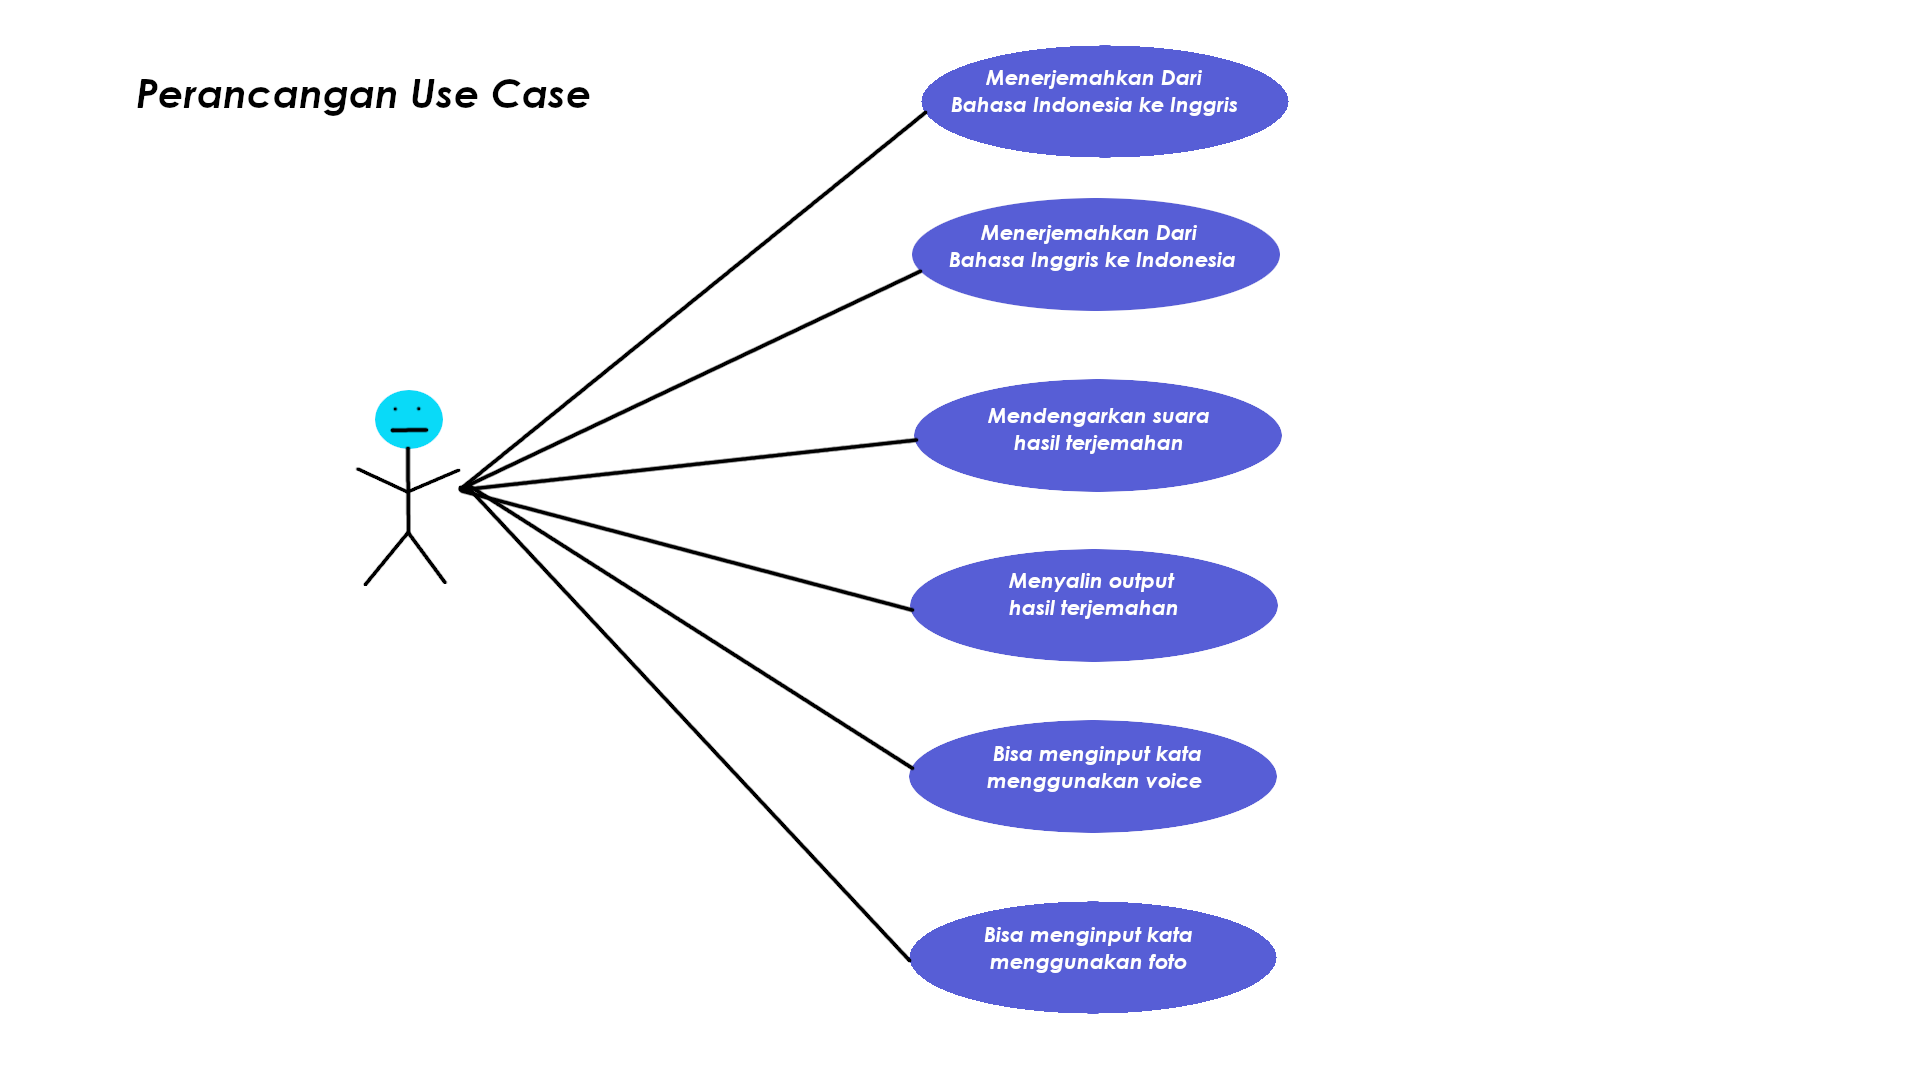 Perancangan Use Case
Menerjemahkan Dari
Bahasa Indonesia ke Inggris
Menerjemahkan Dari
Bahasa Inggris ke Indonesia
Mendengarkan suara
hasil terjemahan
Menyalin output
hasil terjemahan
Bisa menginput kata
menggunakan voice
Bisa menginput kata
menggunakan foto